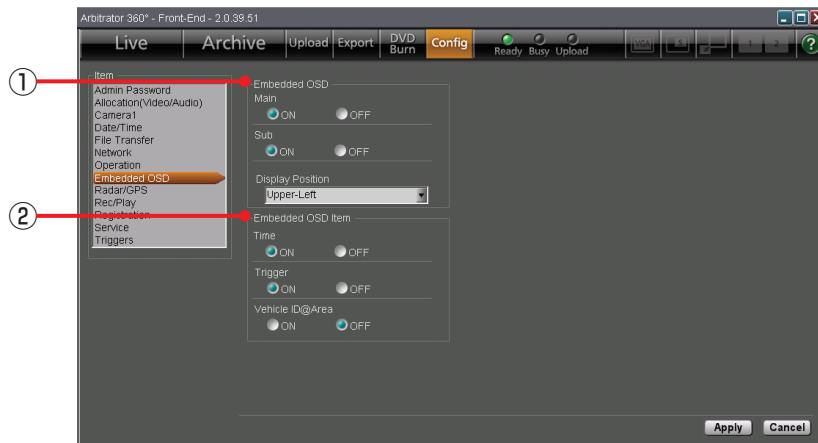 Arbitrator 360° - Front-End - 2.0.39.51
Live Archive Upload Export DVD Burn Config Ready Busy Upload VGA 1 2 ?
① Item
Admin Password
Allocation(Video/Audio)
Camera1
Date/Time
File Transfer
Network
Operation
Embedded OSD
Radar/GPS
Rec/Play
② Registration
Service
Triggers
Embedded OSD
Main
ON OFF
Sub
ON OFF
Display Position
Upper-Left
Embedded OSD Item
Time
ON OFF
Trigger
ON OFF
Vehicle ID@Area
ON OFF
Apply Cancel